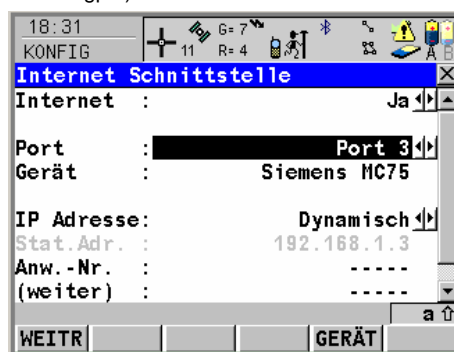 18:31
KONFIG
11
G= 7
R= 4
A B
Internet Schnittstelle
Internet : Ja
Port : Port 3
Gerät : Siemens MC75
IP Adresse: Dynamisch
Stat.Adr. : 192.168.1.3
Anw.-Nr. : -----
(weiter) : -----
a
WEITR GERÄT